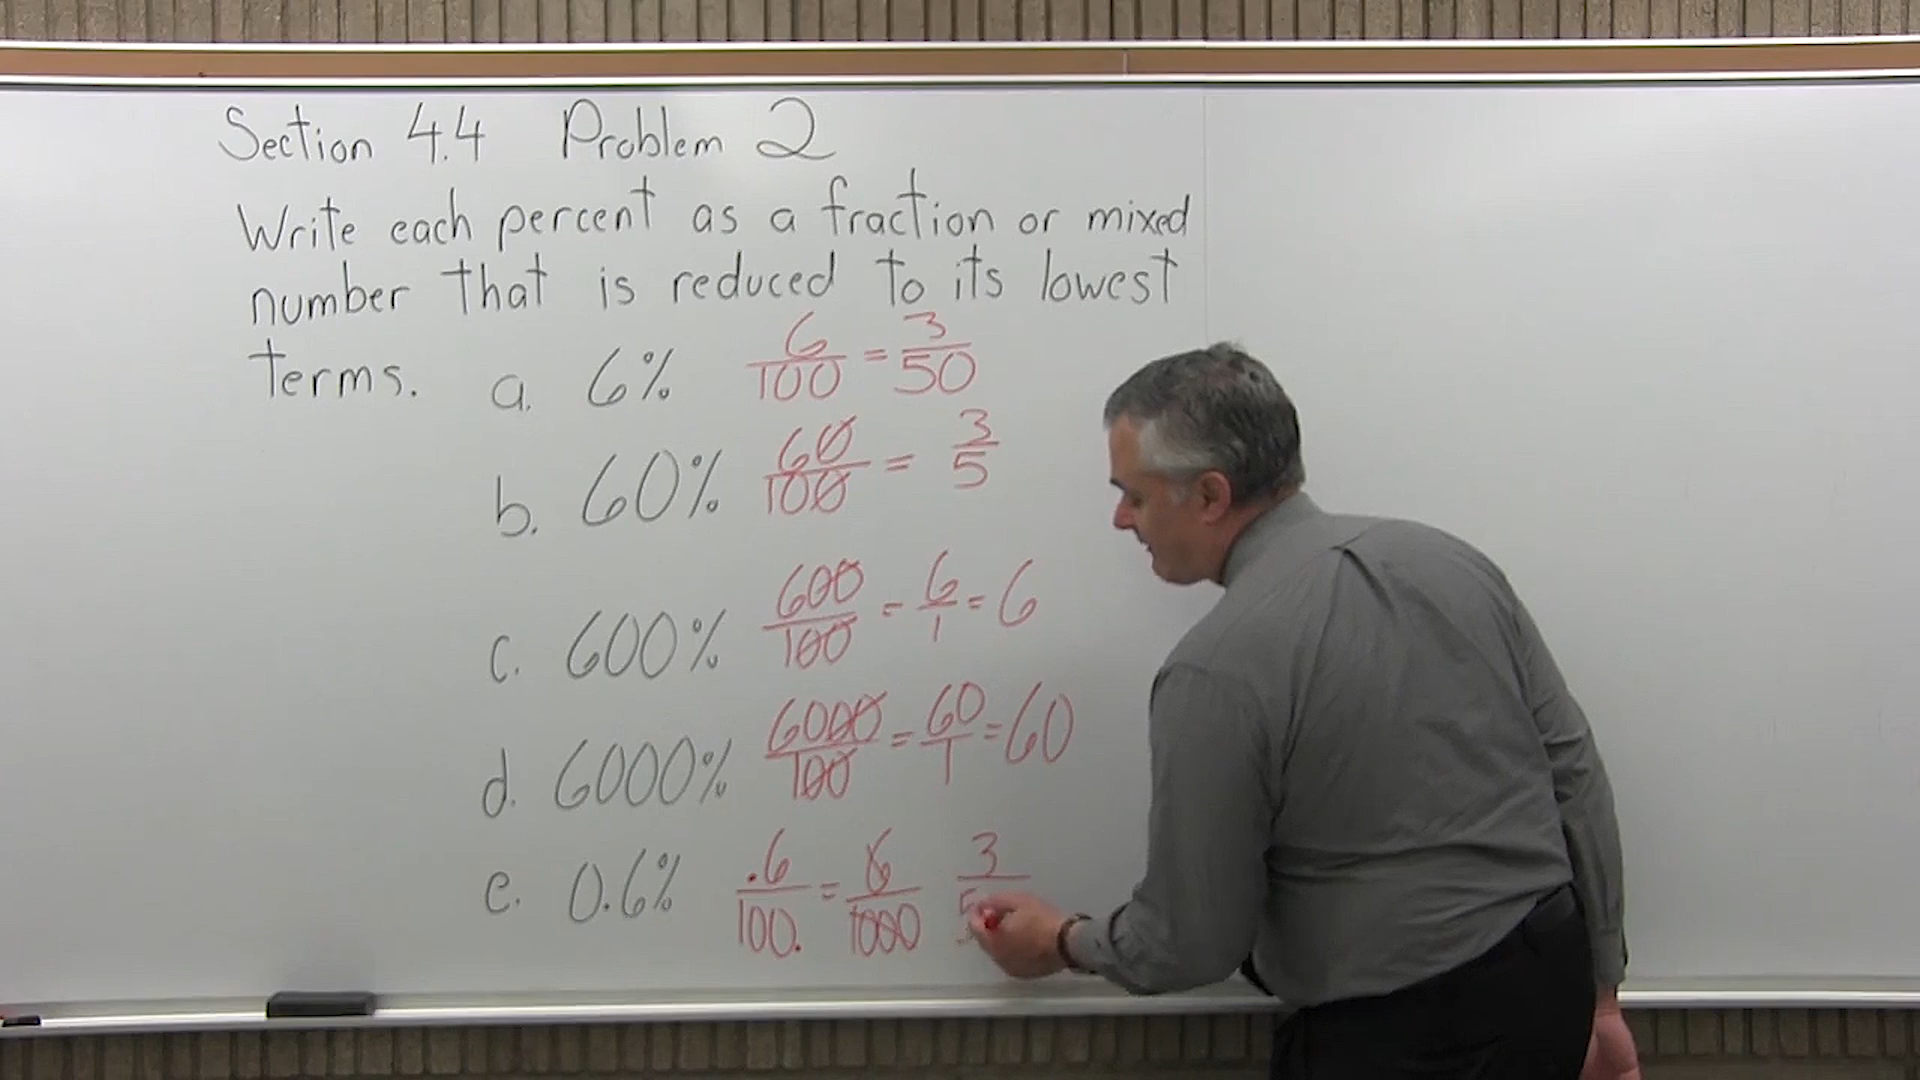 Section 4.4 Problem 2
Write each percent as a fraction or mixed
number that is reduced to its lowest
terms. a. 6% 6/100 = 3/50
b. 60% 60/100 = 3/5
c. 600% 600/100 = 6/1 = 6
d. 6000% 6000/100 = 60/1 = 60
e. 0.6% .6/100. = 6/1000 3/5